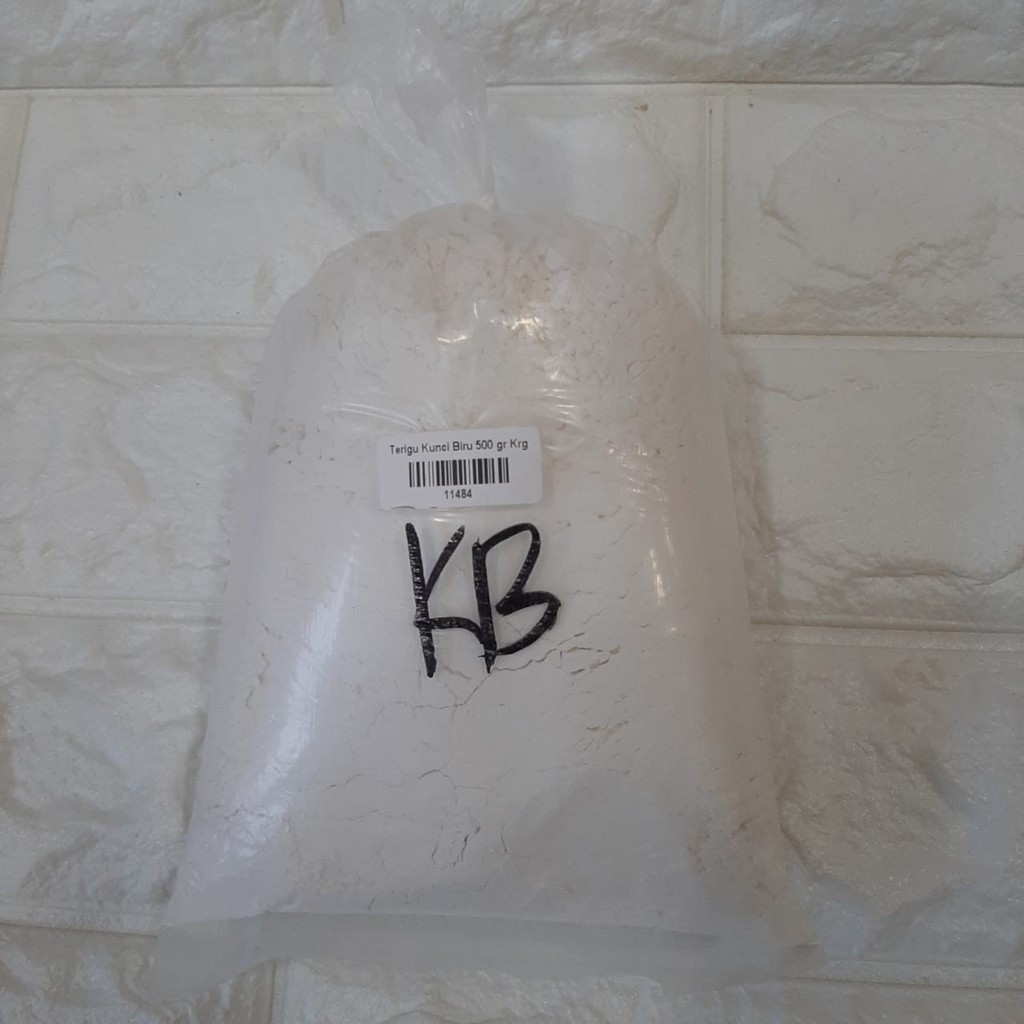 Terigu Kunci Biru 500 gr Krg
11484
KB